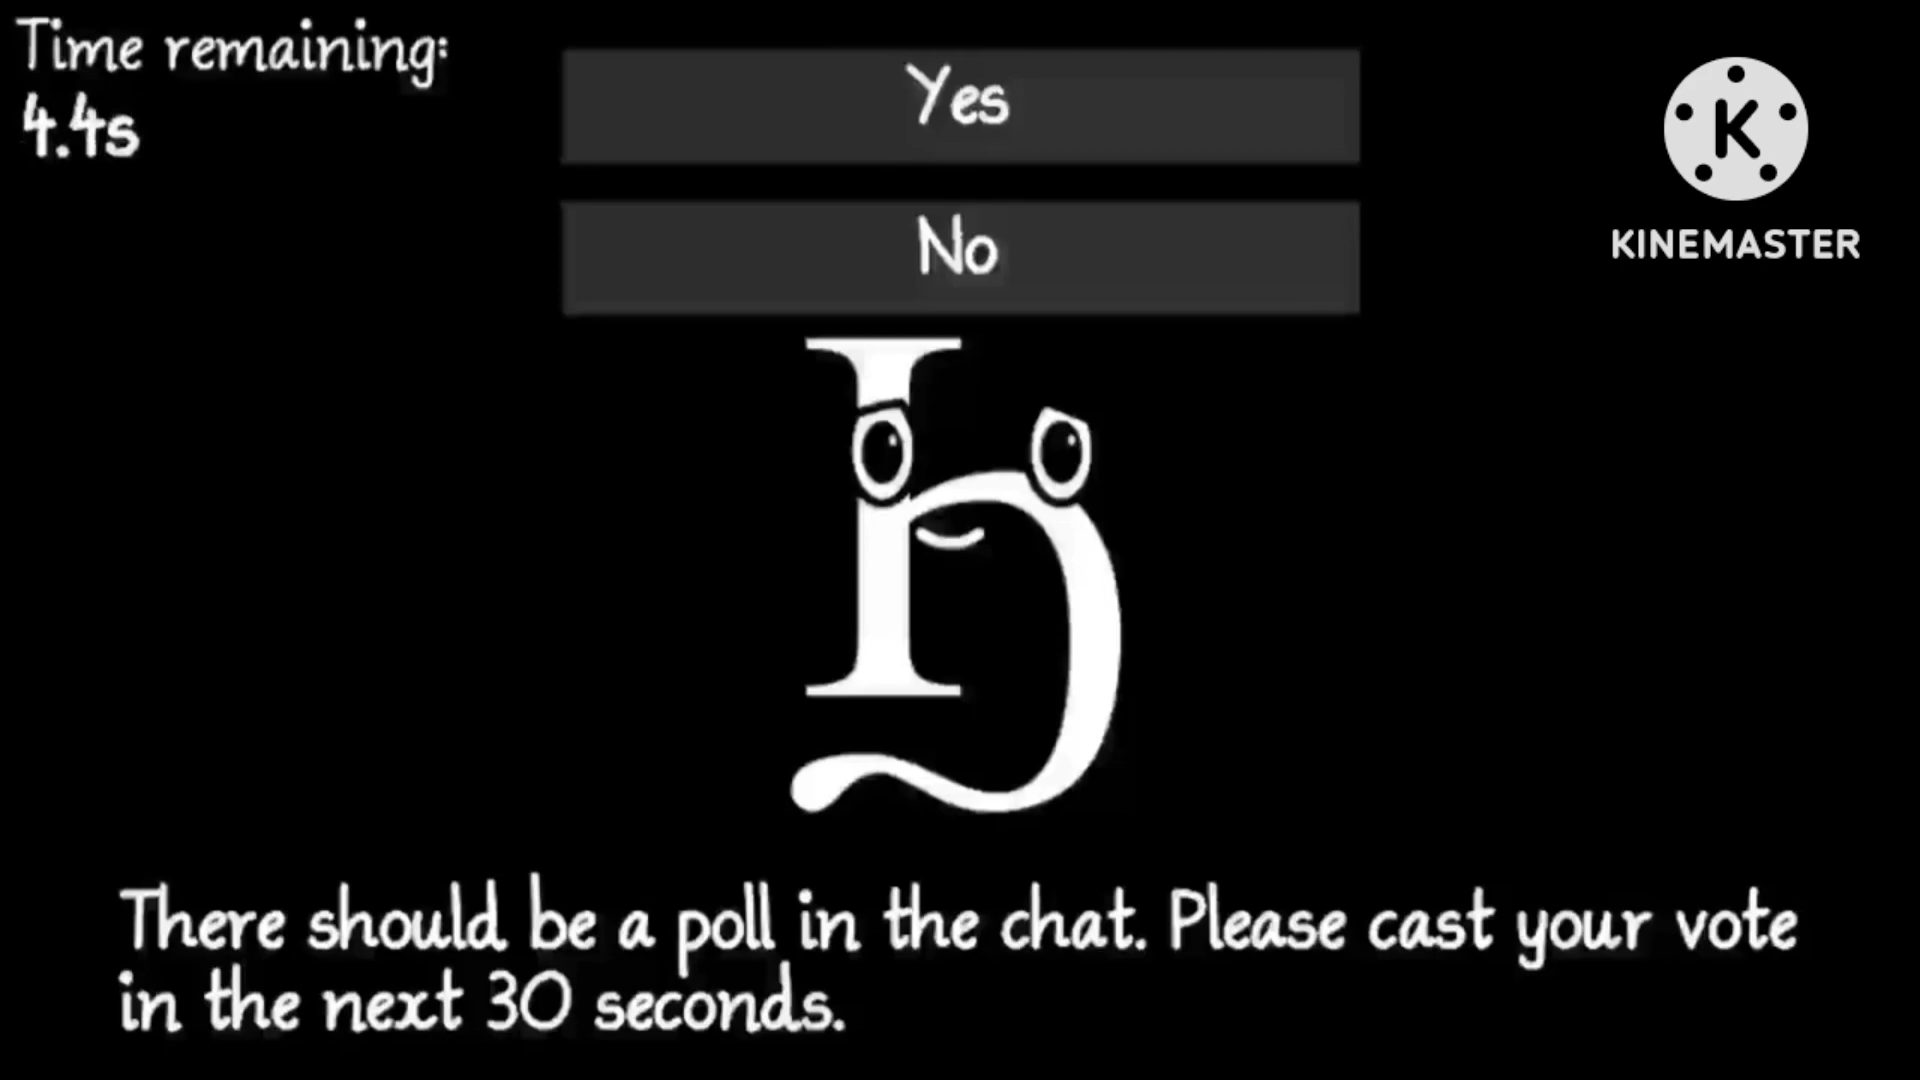 Time remaining:
4.4s
Yes
No
K
KINEMASTER
There should be a poll in the chat. Please cast your vote
in the next 30 seconds.